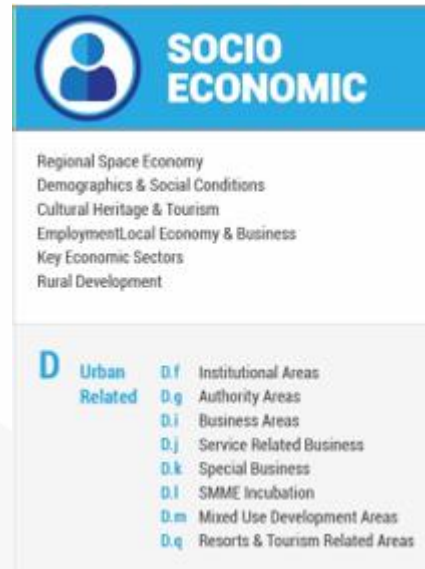 SOCIO
ECONOMIC
Regional Space Economy
Demographics & Social Conditions
Cultural Heritage & Tourism
EmploymentLocal Economy & Business
Key Economic Sectors
Rural Development
D Urban Related
D.f Institutional Areas
D.g Authority Areas
D.i Business Areas
D.j Service Related Business
D.k Special Business
D.l SMME Incubation
D.m Mixed Use Development Areas
D.q Resorts & Tourism Related Areas